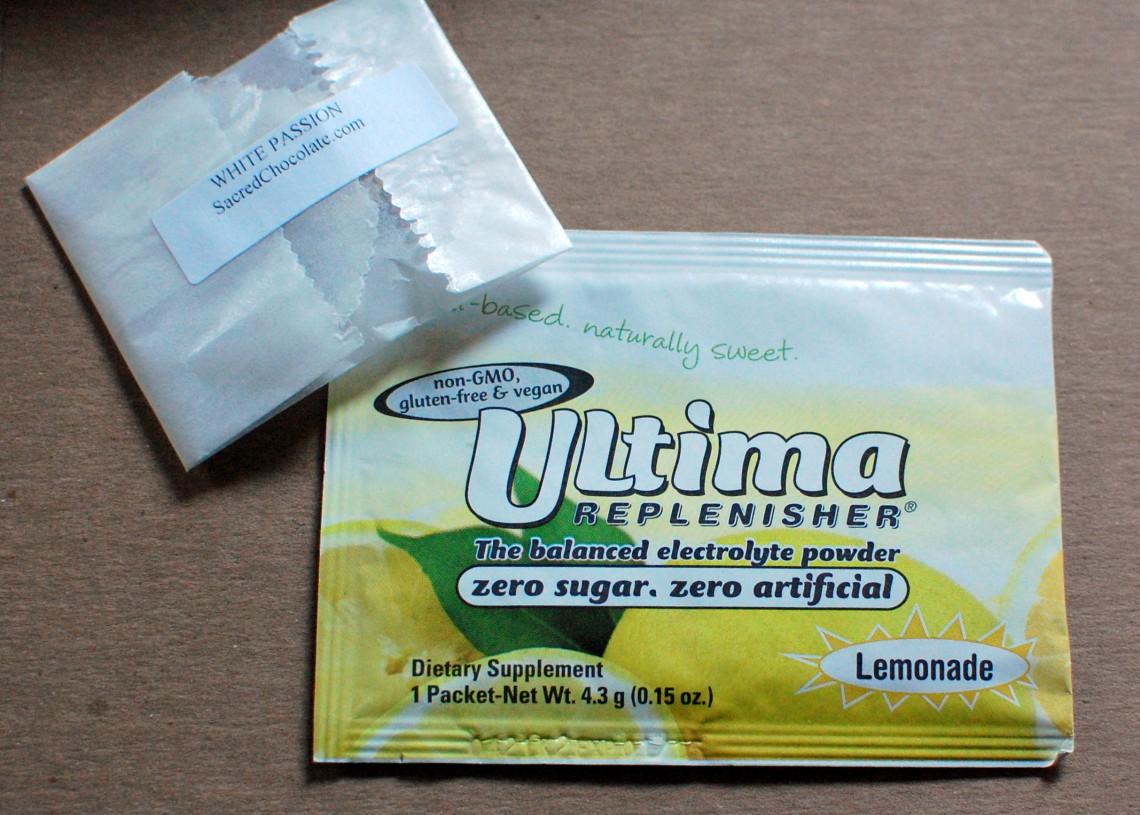 WHITE PASSION
SacredChocolate.com
-based. naturally sweet.
non-GMO,
gluten-free & vegan
Ultima
REPLENISHER®
The balanced electrolyte powder
zero sugar. zero artificial
Lemonade
Dietary Supplement
1 Packet-Net Wt. 4.3 g (0.15 oz.)